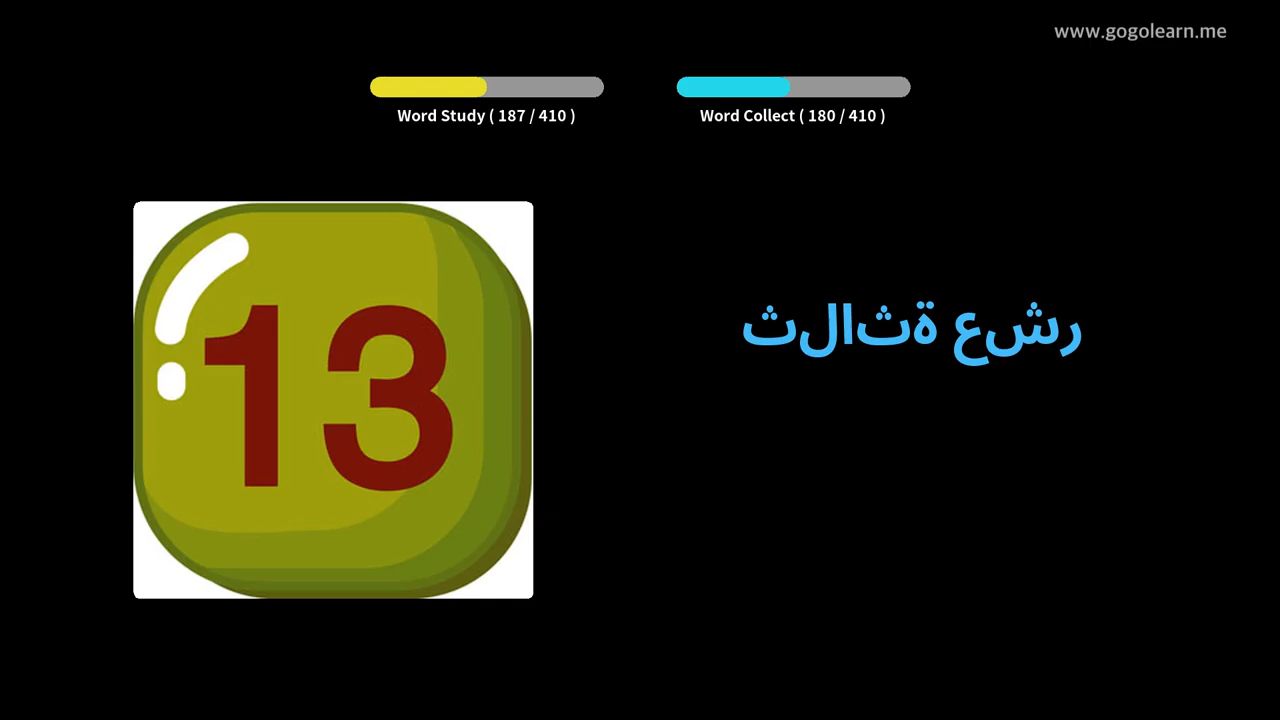 www.gogolearn.me
Word Study ( 187 / 410 )
Word Collect ( 180 / 410 )
13
رشع ةثالث